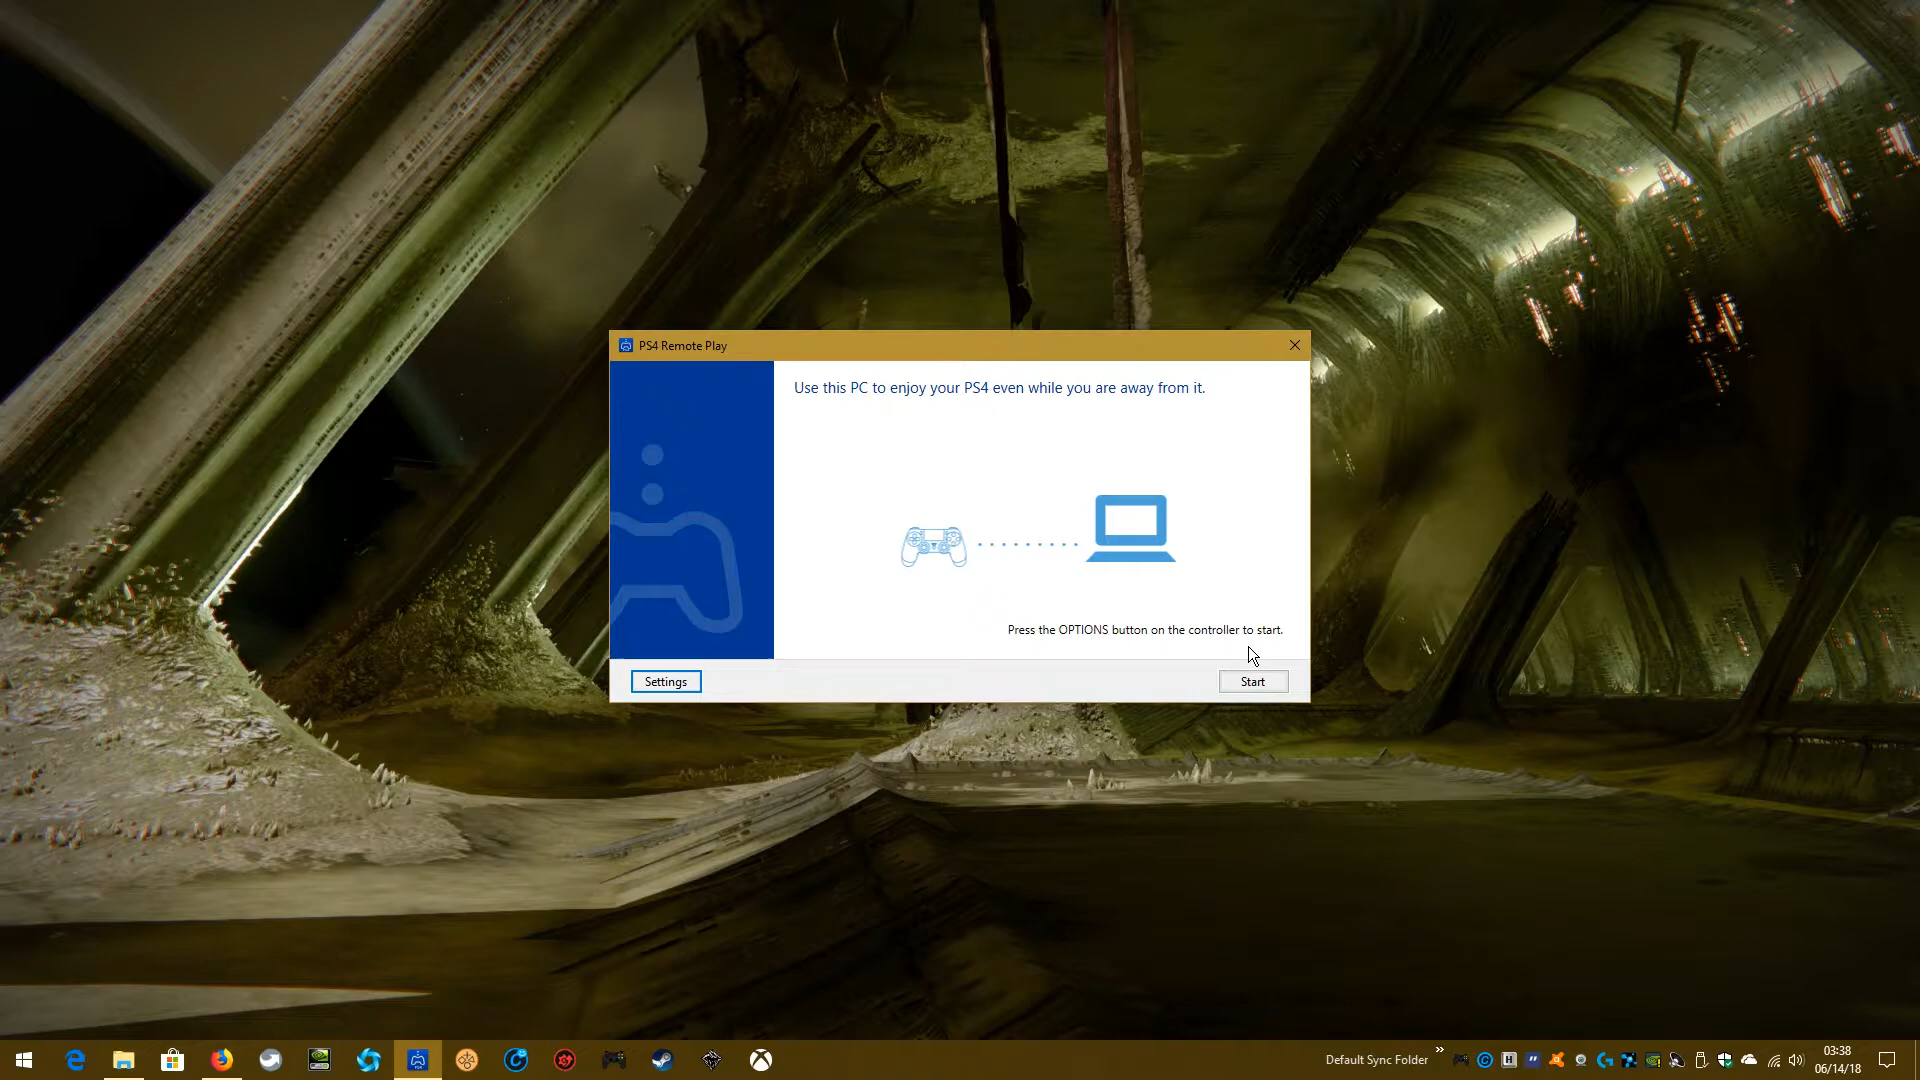 PS4 Remote Play
Use this PC to enjoy your PS4 even while you are away from it.
Press the OPTIONS button on the controller to start.
Settings
Start
Default Sync Folder
»
03:38
06/14/18